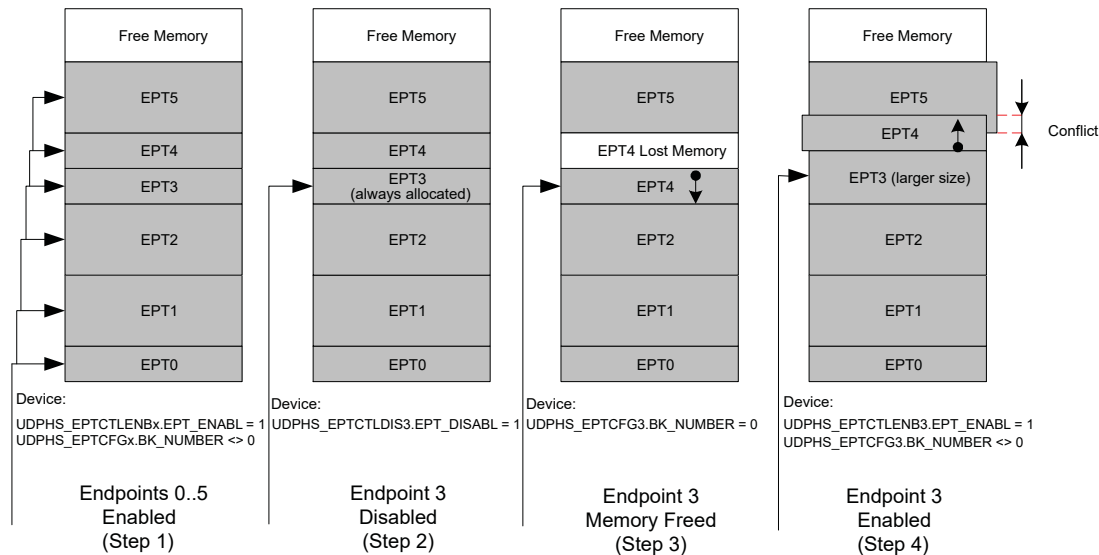 Free Memory
EPT5
EPT4
EPT3
EPT2
EPT1
EPT0
Device:
UDPHS_EPTCTLENBx.EPT_ENABL = 1
UDPHS_EPTCFGx.BK_NUMBER <> 0
Endpoints 0..5
Enabled
(Step 1)
Free Memory
EPT5
EPT4
EPT3
(always allocated)
EPT2
EPT1
EPT0
Device:
UDPHS_EPTCTLDIS3.EPT_DISABL = 1
Endpoint 3
Disabled
(Step 2)
Free Memory
EPT5
EPT4 Lost Memory
EPT4
EPT2
EPT1
EPT0
Device:
UDPHS_EPTCFG3.BK_NUMBER = 0
Endpoint 3
Memory Freed
(Step 3)
Free Memory
EPT5
EPT4
Conflict
EPT3 (larger size)
EPT2
EPT1
EPT0
Device:
UDPHS_EPTCTLENB3.EPT_ENABL = 1
UDPHS_EPTCFG3.BK_NUMBER <> 0
Endpoint 3
Enabled
(Step 4)